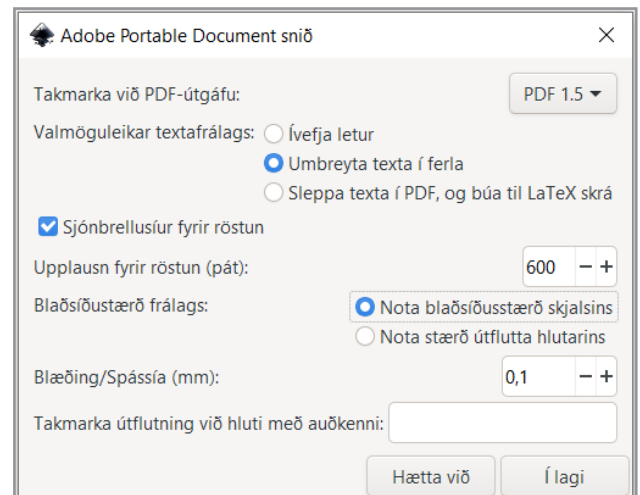 Adobe Portable Document snið
Takmarka við PDF-útgáfu: PDF 1.5
Valmöguleikar textafrálags: Ívefja letur
Umbreyta texta í ferla
Sleppa texta í PDF, og búa til LaTeX skrá
Sjónbrellusíur fyrir röstun
Upplausn fyrir röstun (pát): 600
Blaðsíðustærð frálags: Nota blaðsíðusstærð skjalsins
Nota stærð útflutta hlutarins
Blæðing/Spássía (mm): 0,1
Takmarka útflutning við hluti með auðkenni:
Hætta við Í lagi